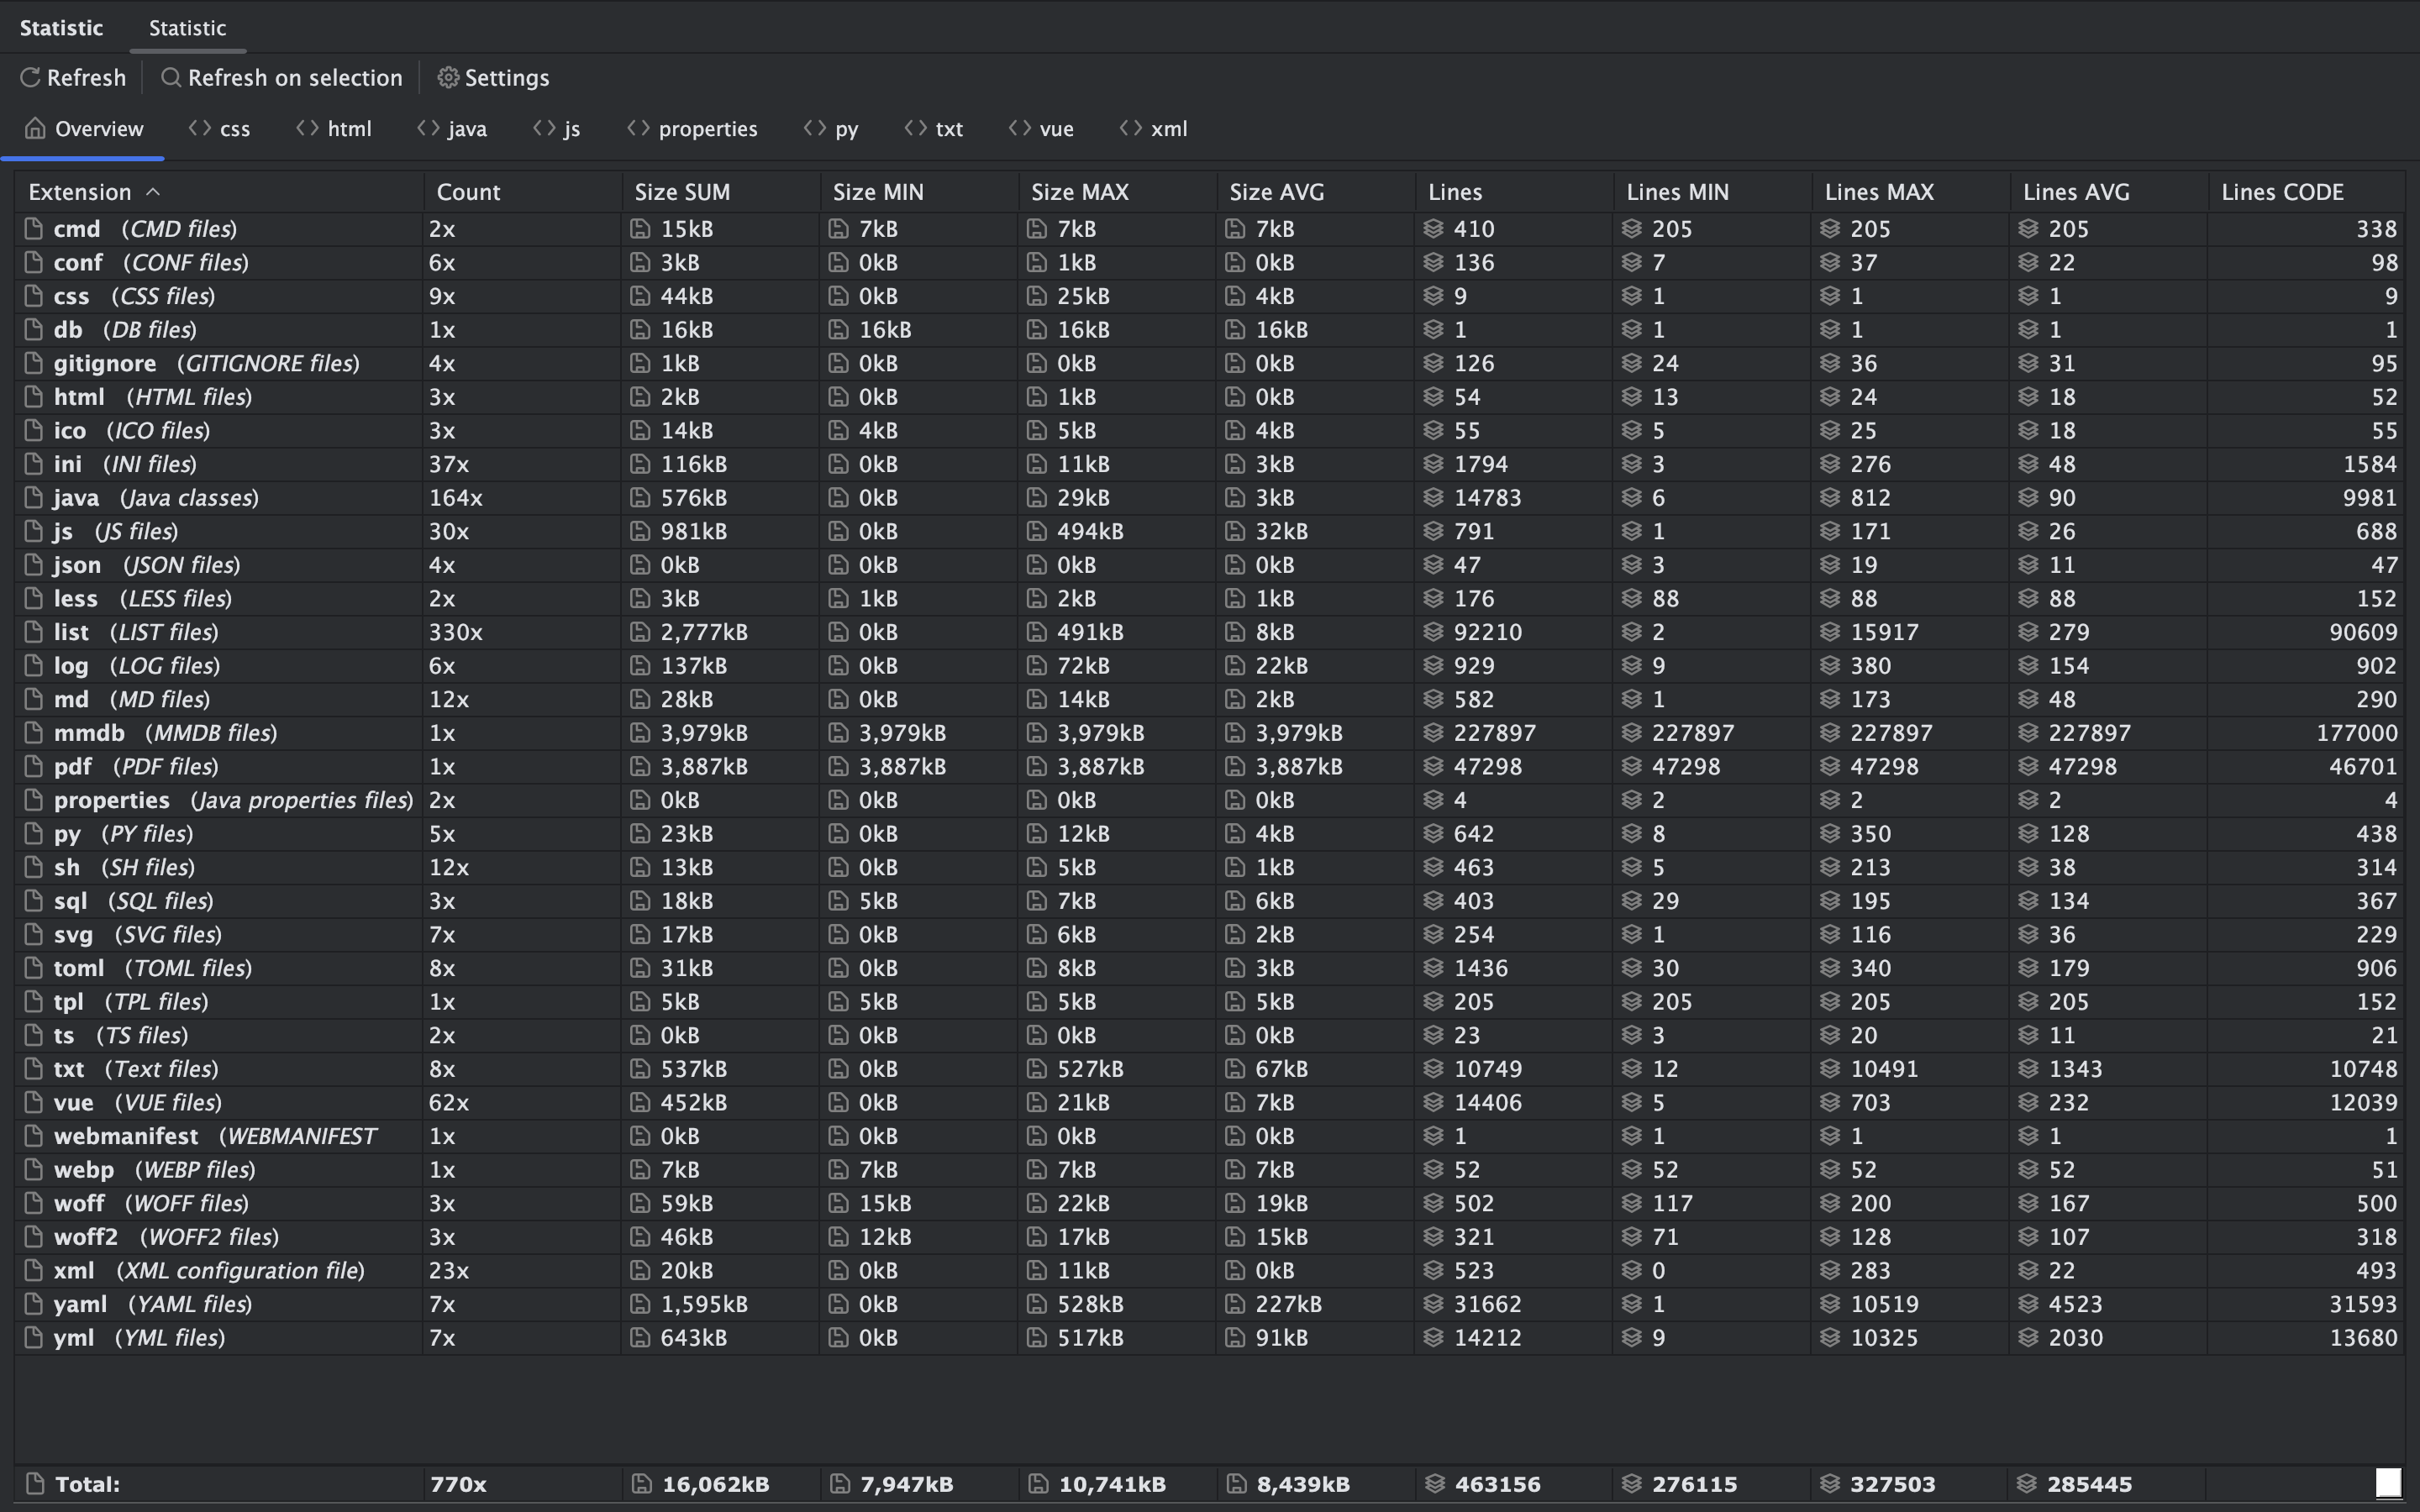 Statistic Statistic
Refresh Refresh on selection Settings
Overview css html java js properties py txt vue xml
Extension Count Size SUM Size MIN Size MAX Size AVG Lines Lines MIN Lines MAX Lines AVG Lines CODE
cmd (CMD files) 2x 15kB 7kB 7kB 7kB 410 205 205 205 338
conf (CONF files) 6x 3kB 0kB 1kB 0kB 136 7 37 22 98
css (CSS files) 9x 44kB 0kB 25kB 4kB 9 1 1 1 9
db (DB files) 1x 16kB 16kB 16kB 16kB 1 1 1 1 1
gitignore (GITIGNORE files) 4x 1kB 0kB 0kB 0kB 126 24 36 31 95
html (HTML files) 3x 2kB 0kB 1kB 0kB 54 13 24 18 52
ico (ICO files) 3x 14kB 4kB 5kB 4kB 55 5 25 18 55
ini (INI files) 37x 116kB 0kB 11kB 3kB 1794 3 276 48 1584
java (Java classes) 164x 576kB 0kB 29kB 3kB 14783 6 812 90 9981
js (JS files) 30x 981kB 0kB 494kB 32kB 791 1 171 26 688
json (JSON files) 4x 0kB 0kB 0kB 0kB 47 3 19 11 47
less (LESS files) 2x 3kB 1kB 2kB 1kB 176 88 88 88 152
list (LIST files) 330x 2,777kB 0kB 491kB 8kB 92210 2 15917 279 90609
log (LOG files) 6x 137kB 0kB 72kB 22kB 929 9 380 154 902
md (MD files) 12x 28kB 0kB 14kB 2kB 582 1 173 48 290
mmdb (MMDB files) 1x 3,979kB 3,979kB 3,979kB 3,979kB 227897 227897 227897 227897 177000
pdf (PDF files) 1x 3,887kB 3,887kB 3,887kB 3,887kB 47298 47298 47298 47298 46701
properties (Java properties files) 2x 0kB 0kB 0kB 0kB 4 2 2 2 4
py (PY files) 5x 23kB 0kB 12kB 4kB 642 8 350 128 438
sh (SH files) 12x 13kB 0kB 5kB 1kB 463 5 213 38 314
sql (SQL files) 3x 18kB 5kB 7kB 6kB 403 29 195 134 367
svg (SVG files) 7x 17kB 0kB 6kB 2kB 254 1 116 36 229
toml (TOML files) 8x 31kB 0kB 8kB 3kB 1436 30 340 179 906
tpl (TPL files) 1x 5kB 5kB 5kB 5kB 205 205 205 205 152
ts (TS files) 2x 0kB 0kB 0kB 0kB 23 3 20 11 21
txt (Text files) 8x 537kB 0kB 527kB 67kB 10749 12 10491 1343 10748
vue (VUE files) 62x 452kB 0kB 21kB 7kB 14406 5 703 232 12039
webmanifest (WEBMANIFEST 1x 0kB 0kB 0kB 0kB 1 1 1 1 1
webp (WEBP files) 1x 7kB 7kB 7kB 7kB 52 52 52 52 51
woff (WOFF files) 3x 59kB 15kB 22kB 19kB 502 117 200 167 500
woff2 (WOFF2 files) 3x 46kB 12kB 17kB 15kB 321 71 128 107 318
xml (XML configuration file) 23x 20kB 0kB 11kB 0kB 523 0 283 22 493
yaml (YAML files) 7x 1,595kB 0kB 528kB 227kB 31662 1 10519 4523 31593
yml (YML files) 7x 643kB 0kB 517kB 91kB 14212 9 10325 2030 13680
Total: 770x 16,062kB 7,947kB 10,741kB 8,439kB 463156 276115 327503 285445